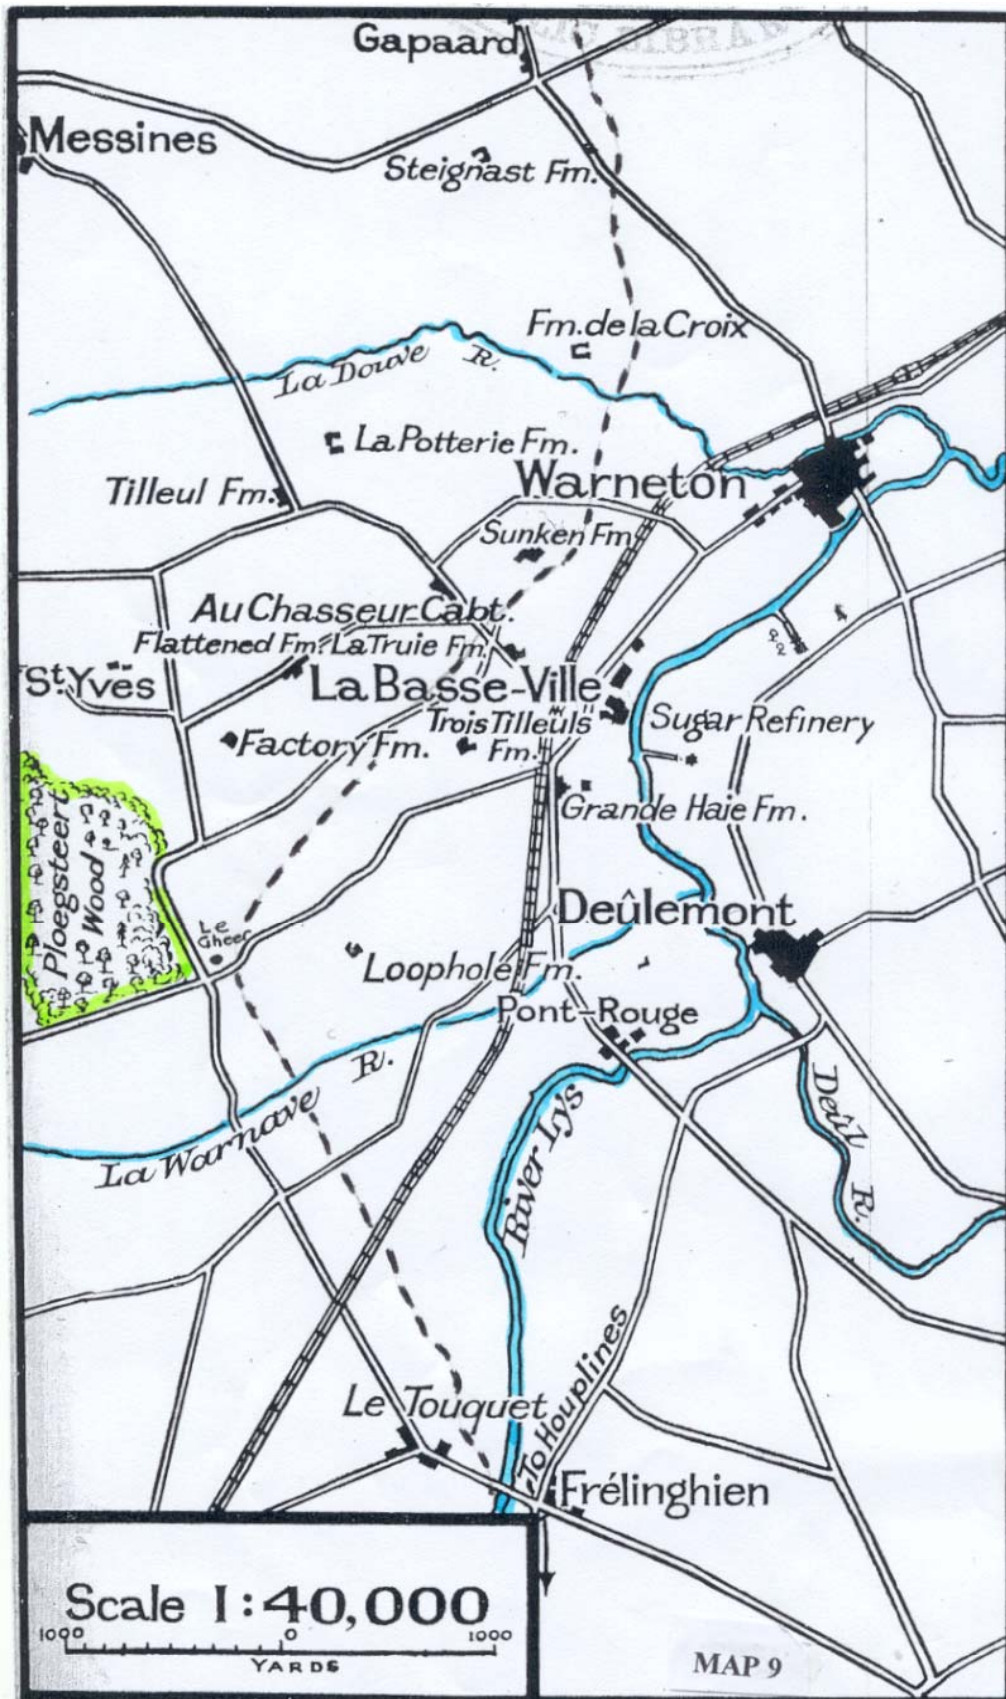 Gapaard
Messines
Steignast Fm.
Fm. de la Croix
La Douve R.
La Potterie Fm.
Warneton
Tilleul Fm.
Sunken Fm
Au Chasseur Cabt.
Flattened Fm. La Truie Fm.
St Yves
La Basse-Ville
Trois Tilleuls
Fm.
Sugar Refinery
Factory Fm.
Grande Haie Fm.
Ploegsteert
Wood
Deûlemont
Le
Gheer
Loophole Fm.
Pont-Rouge
La Warnave R.
River Lys
Deûl R.
Le Touquet
To Houplines
Frélinghien
Scale 1:40,000
1000 0 1000
YARDS
MAP 9